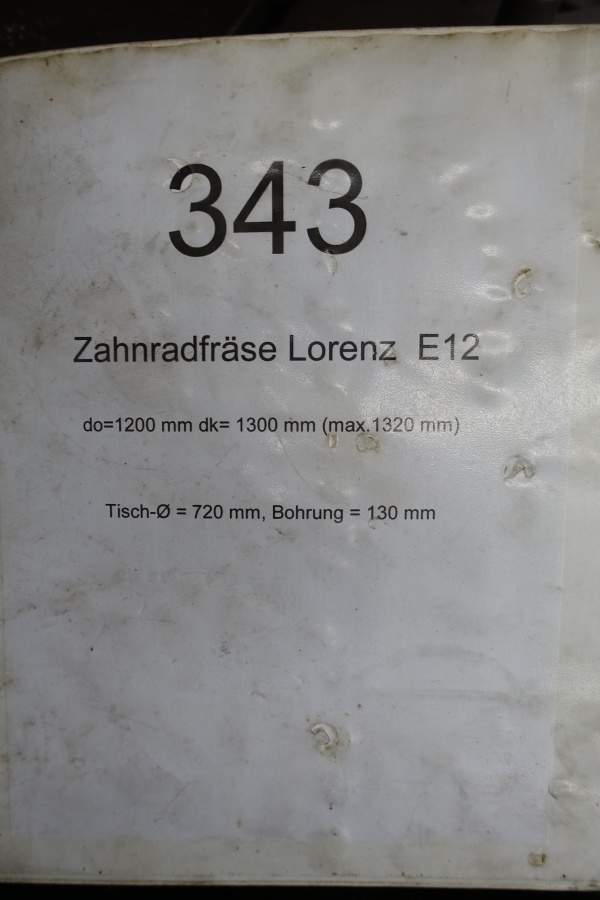 343
Zahnradfräse Lorenz E12
do=1200 mm dk= 1300 mm (max.1320 mm)
Tisch-Ø = 720 mm, Bohrung = 130 mm